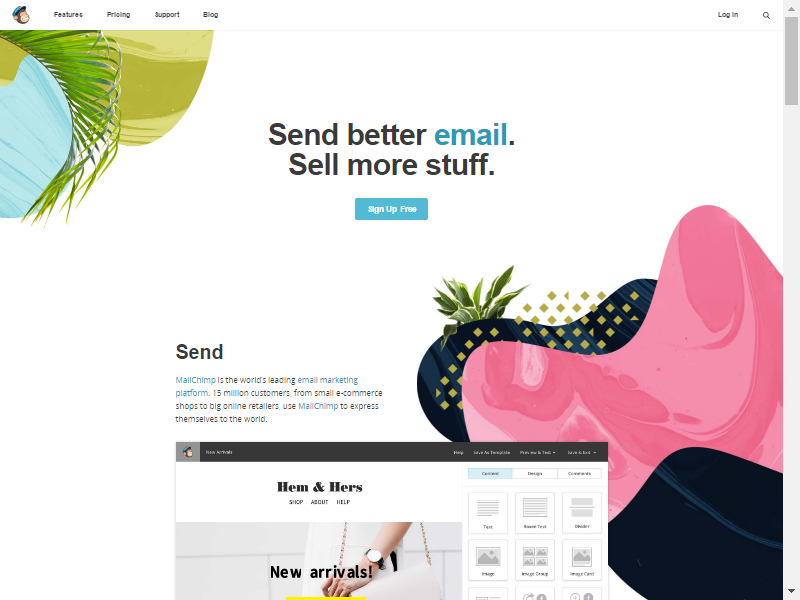 Features Pricing Support Blog Log In
Send better email.
Sell more stuff.
Sign Up Free
Send
MailChimp is the world's leading email marketing
platform. 15 million customers, from small e-commerce
shops to big online retailers, use MailChimp to express
themselves to the world.
New Arrivals Help Save As Template Preview & Test Save & Exit
Content Design Comments
Hem & Hers
SHOP ABOUT HELP
Text Boxed Text Divider
New arrivals!
Image Image Group Image Card